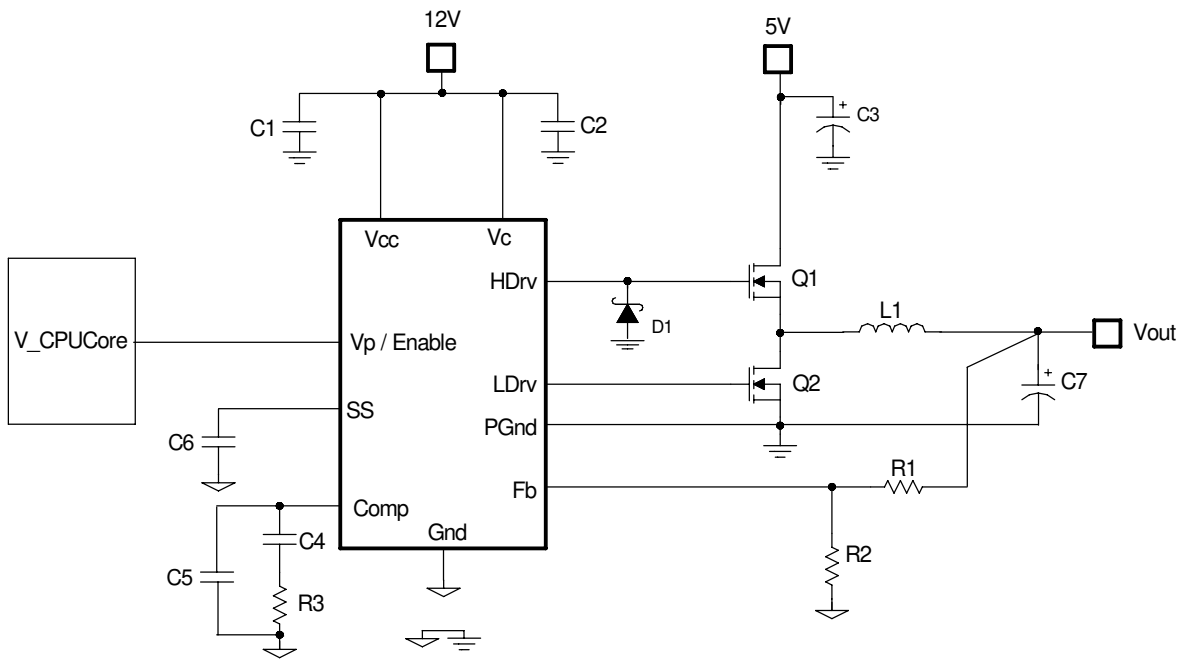 12V
5V
C1
C2
+
C3
Vcc
Vc
HDrv
Q1
D1
L1
V_CPUCore
Vp / Enable
Vout
LDrv
Q2
+
C7
SS
PGnd
C6
R1
Fb
Comp
Gnd
C4
R2
C5
R3